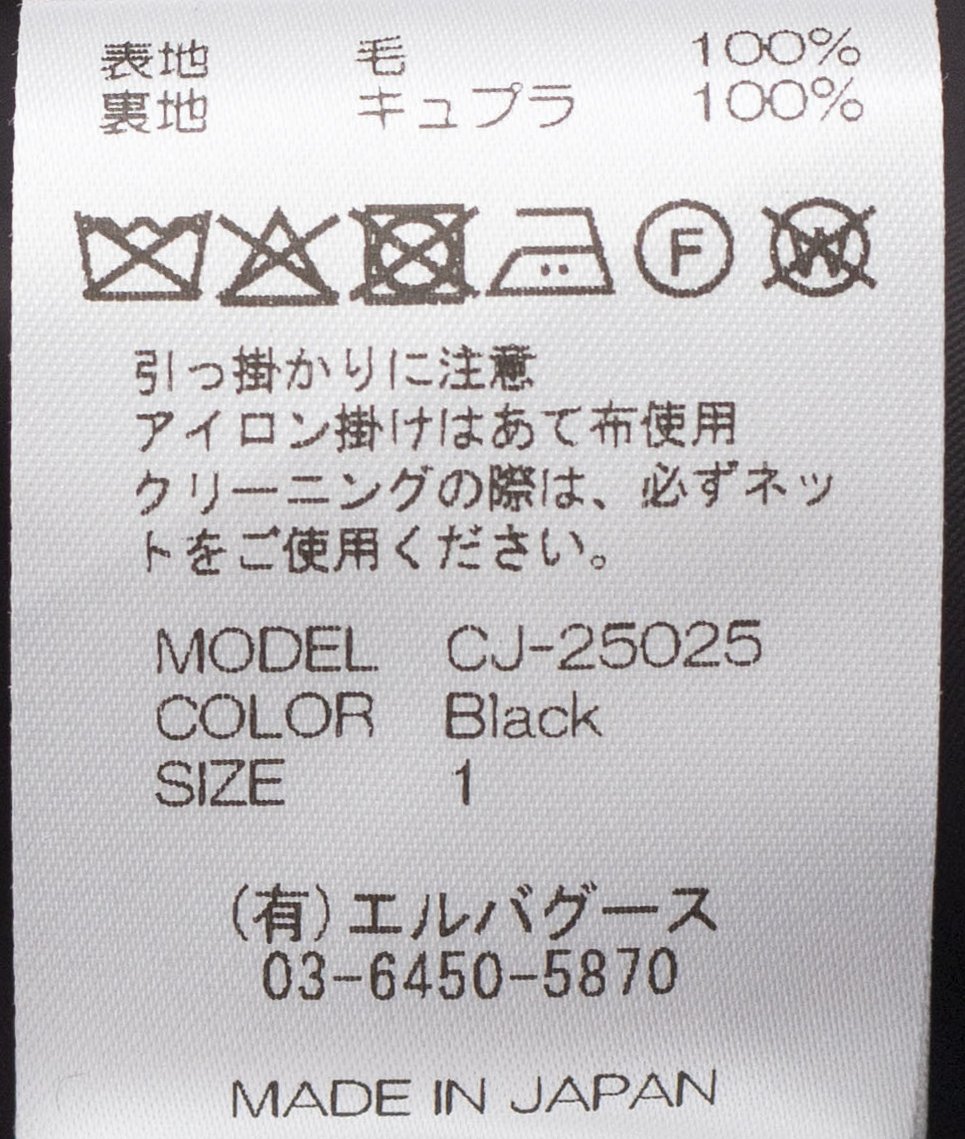 表地 毛 100%
裏地 キュプラ 100%
F W
引っ掛かりに注意
アイロン掛けはあて布使用
クリーニングの際は、必ずネッ
トをご使用ください。
MODEL CJ-25025
COLOR Black
SIZE 1
(有)エルバグース
03-6450-5870
MADE IN JAPAN